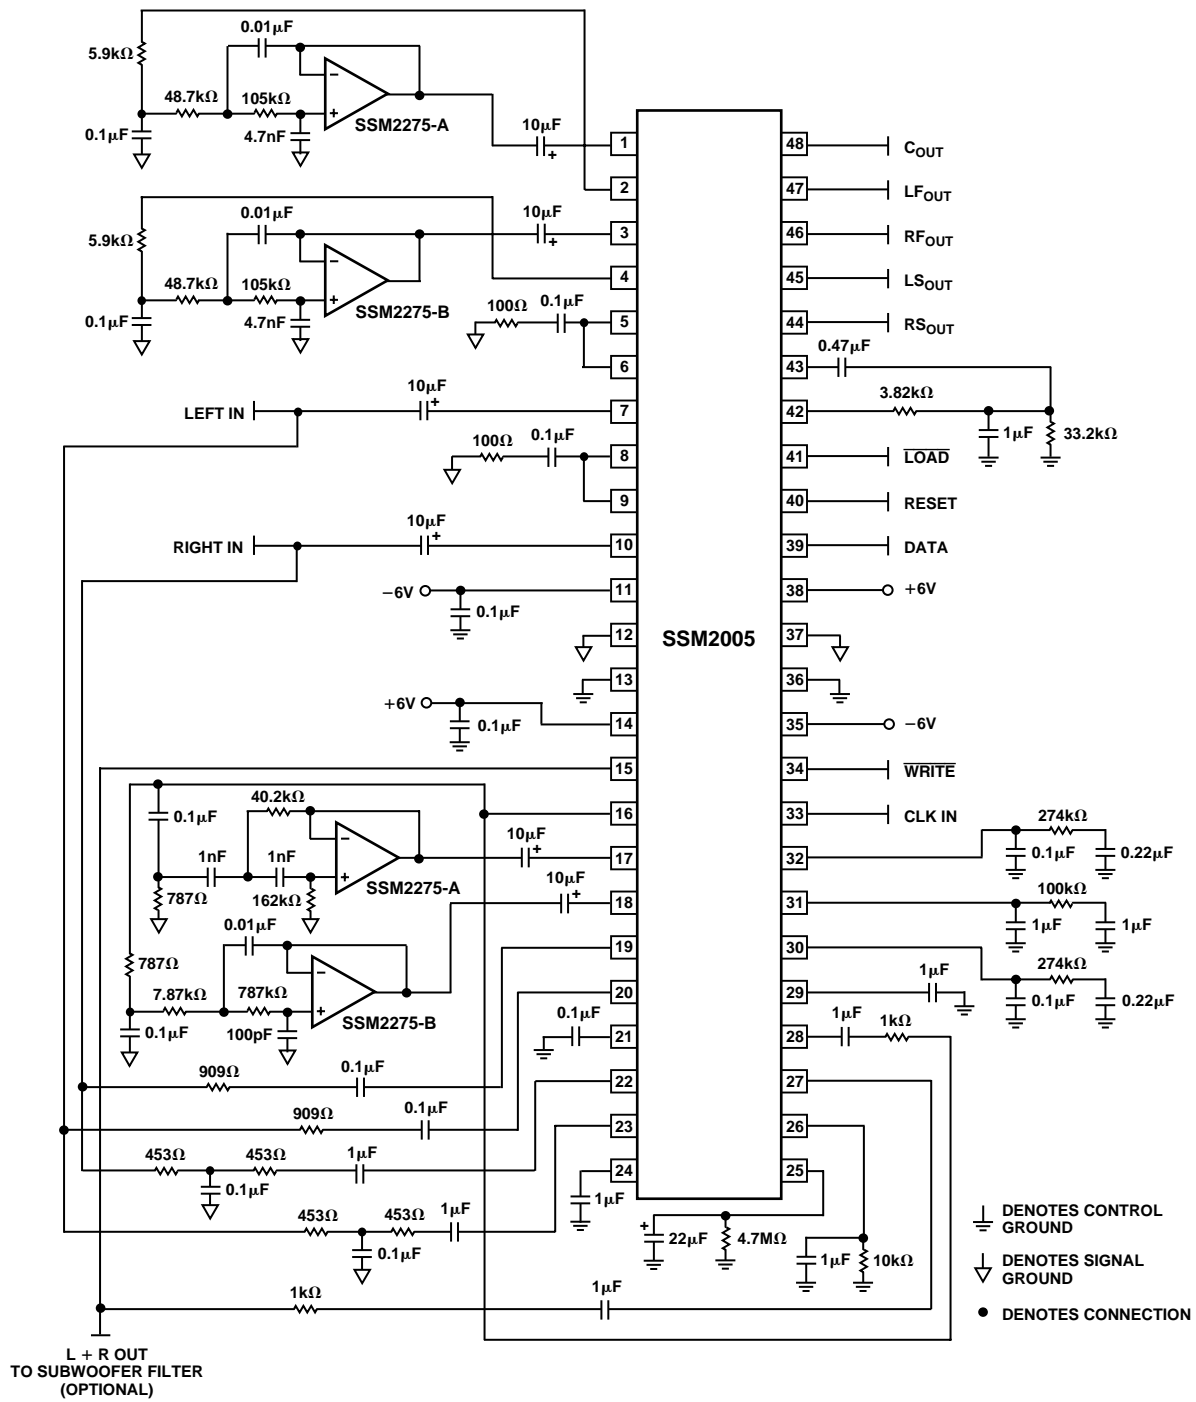 0.01µF
5.9kΩ
48.7kΩ
105kΩ
−
+
SSM2275-A
0.1µF
4.7nF
10µF
+
0.01µF
5.9kΩ
48.7kΩ
105kΩ
−
+
SSM2275-B
0.1µF
4.7nF
10µF
+
100Ω
0.1µF
LEFT IN
10µF
+
100Ω
0.1µF
RIGHT IN
10µF
+
−6V
0.1µF
+6V
0.1µF
40.2kΩ
0.1µF
1nF
1nF
−
+
SSM2275-A
787Ω
162kΩ
10µF
+
10µF
+
0.01µF
787Ω
7.87kΩ
787kΩ
−
+
SSM2275-B
0.1µF
100pF
0.1µF
909Ω
0.1µF
909Ω
0.1µF
453Ω
453Ω
1µF
0.1µF
453Ω
453Ω
1µF
0.1µF
1kΩ
1µF
L + R OUT
TO SUBWOOFER FILTER
(OPTIONAL)
1
2
3
4
5
6
7
8
9
10
11
12
13
14
15
16
17
18
19
20
21
22
23
24
SSM2005
48
47
46
45
44
43
42
41
40
39
38
37
36
35
34
33
32
31
30
29
28
27
26
25
COUT
LFOUT
RFOUT
LSOUT
RSOUT
0.47µF
3.82kΩ
1µF
33.2kΩ
LOAD
RESET
DATA
+6V
−6V
WRITE
CLK IN
274kΩ
0.1µF
0.22µF
100kΩ
1µF
1µF
274kΩ
0.1µF
0.22µF
1µF
1µF
1kΩ
1µF
+
22µF
4.7MΩ
1µF
10kΩ
DENOTES CONTROL
GROUND
DENOTES SIGNAL
GROUND
DENOTES CONNECTION